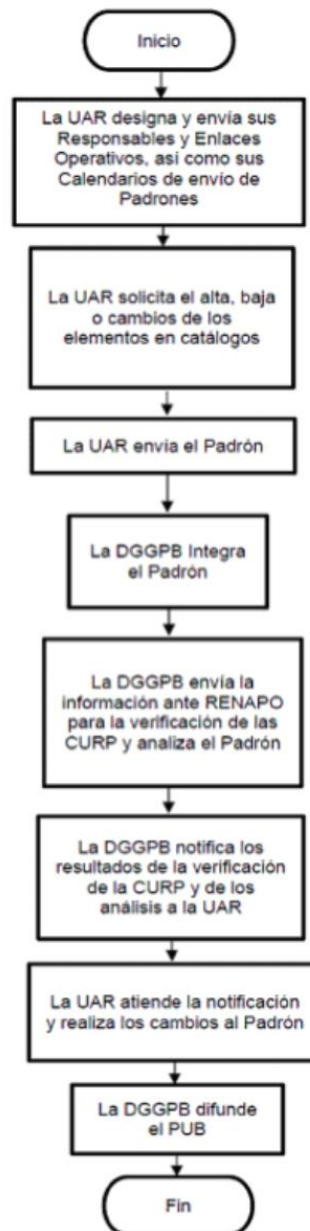 Inicio
La UAR designa y envía sus
Responsables y Enlaces
Operativos, así como sus
Calendarios de envío de
Padrones
La UAR solicita el alta, baja
o cambios de los
elementos en catálogos
La UAR envía el Padrón
La DGGPB Integra
el Padrón
La DGGPB envía la
información ante RENAPO
para la verificación de las
CURP y analiza el Padrón
La DGGPB notifica los
resultados de la verificación
de la CURP y de los
análisis a la UAR
La UAR atiende la notificación
y realiza los cambios al Padrón
La DGGPB difunde
el PUB
Fin